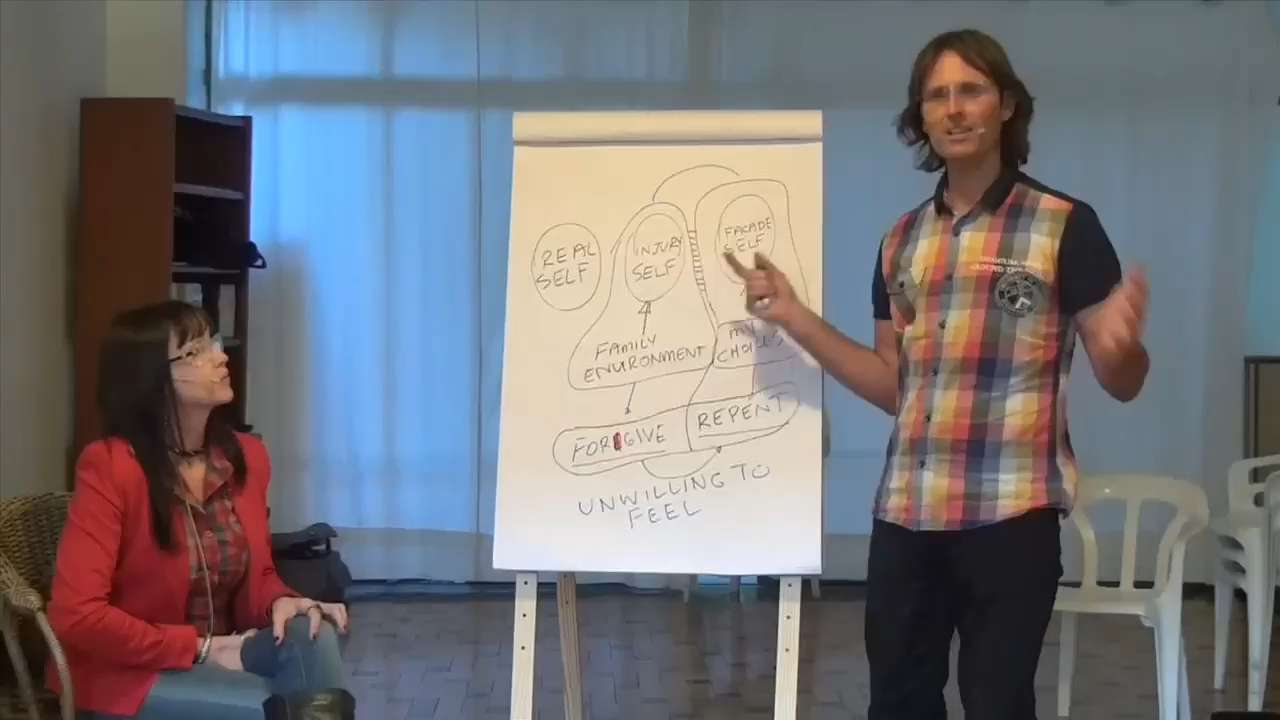 REAL
SELF
INJURY
SELF
FACADE
SELF
FAMILY
ENVIRONMENT
MY
CHOICES
FORGIVE
REPENT
UNWILLING TO
FEEL